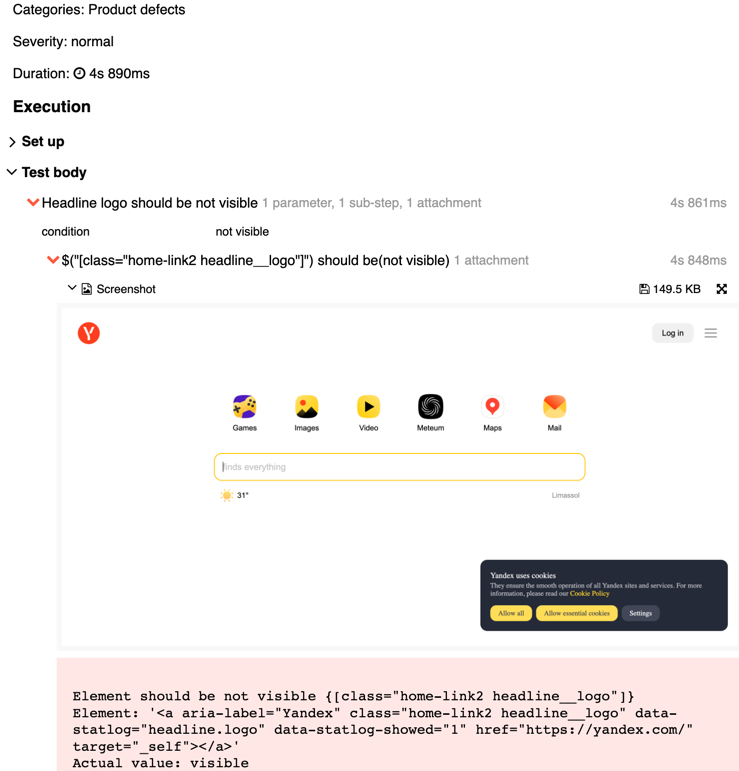 Categories: Product defects
Severity: normal
Duration: 4s 890ms
Execution
Set up
Test body
Headline logo should be not visible 1 parameter, 1 sub-step, 1 attachment 4s 861ms
condition not visible
$("[class="home-link2 headline__logo"]") should be(not visible) 1 attachment 4s 848ms
Screenshot 149.5 KB
Y Log in
Games Images Video Meteum Maps Mail
finds everything
31° Limassol
Yandex uses cookies
They ensure the smooth operation of all Yandex sites and services. For more
information, please read our Cookie Policy
Allow all Allow essential cookies Settings
Element should be not visible {[class="home-link2 headline__logo"]}
Element: '<a aria-label="Yandex" class="home-link2 headline__logo" data-
statlog="headline.logo" data-statlog-showed="1" href="https://yandex.com/"
target="_self"></a>'
Actual value: visible